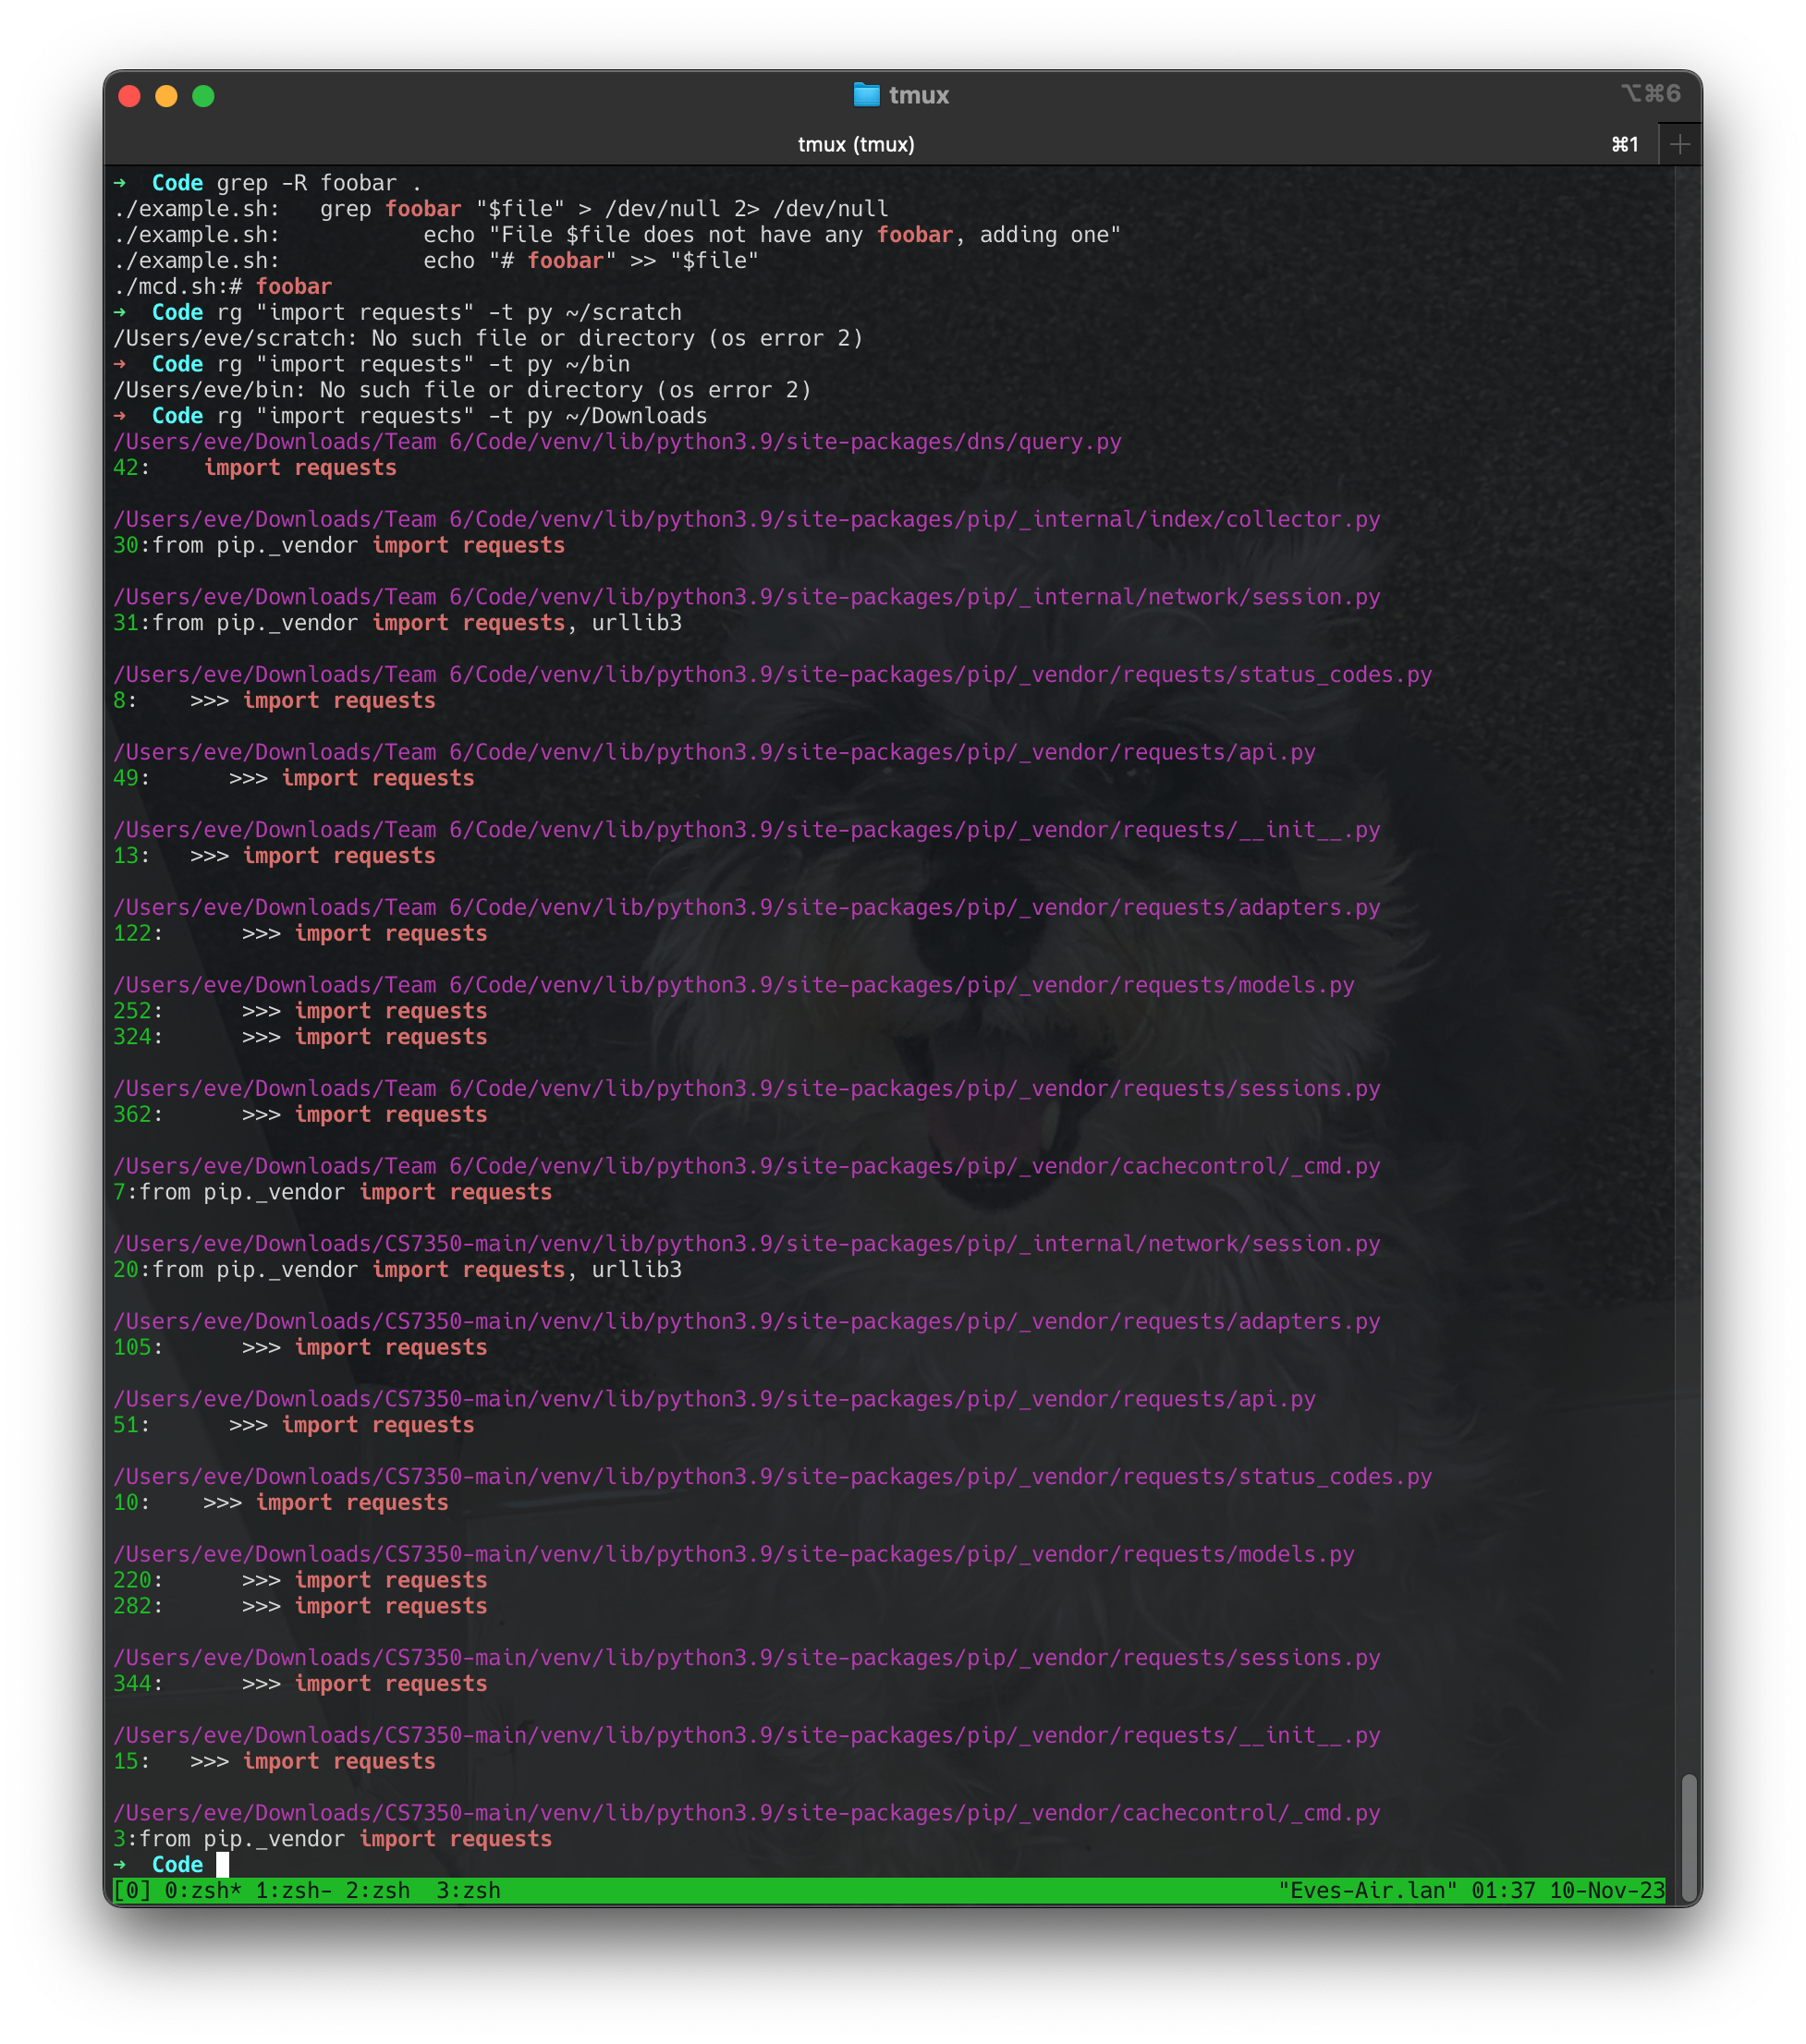 tmux
⌥⌘6
tmux (tmux)
⌘1
→  Code grep -R foobar .
./example.sh:   grep foobar "$file" > /dev/null 2> /dev/null
./example.sh:           echo "File $file does not have any foobar, adding one"
./example.sh:           echo "# foobar" >> "$file"
./mcd.sh:# foobar
→  Code rg "import requests" -t py ~/scratch
/Users/eve/scratch: No such file or directory (os error 2)
→  Code rg "import requests" -t py ~/bin
/Users/eve/bin: No such file or directory (os error 2)
→  Code rg "import requests" -t py ~/Downloads
/Users/eve/Downloads/Team 6/Code/venv/lib/python3.9/site-packages/dns/query.py
42:    import requests
/Users/eve/Downloads/Team 6/Code/venv/lib/python3.9/site-packages/pip/_internal/index/collector.py
30:from pip._vendor import requests
/Users/eve/Downloads/Team 6/Code/venv/lib/python3.9/site-packages/pip/_internal/network/session.py
31:from pip._vendor import requests, urllib3
/Users/eve/Downloads/Team 6/Code/venv/lib/python3.9/site-packages/pip/_vendor/requests/status_codes.py
8:    >>> import requests
/Users/eve/Downloads/Team 6/Code/venv/lib/python3.9/site-packages/pip/_vendor/requests/api.py
49:      >>> import requests
/Users/eve/Downloads/Team 6/Code/venv/lib/python3.9/site-packages/pip/_vendor/requests/__init__.py
13:   >>> import requests
/Users/eve/Downloads/Team 6/Code/venv/lib/python3.9/site-packages/pip/_vendor/requests/adapters.py
122:      >>> import requests
/Users/eve/Downloads/Team 6/Code/venv/lib/python3.9/site-packages/pip/_vendor/requests/models.py
252:      >>> import requests
324:      >>> import requests
/Users/eve/Downloads/Team 6/Code/venv/lib/python3.9/site-packages/pip/_vendor/requests/sessions.py
362:      >>> import requests
/Users/eve/Downloads/Team 6/Code/venv/lib/python3.9/site-packages/pip/_vendor/cachecontrol/_cmd.py
7:from pip._vendor import requests
/Users/eve/Downloads/CS7350-main/venv/lib/python3.9/site-packages/pip/_internal/network/session.py
20:from pip._vendor import requests, urllib3
/Users/eve/Downloads/CS7350-main/venv/lib/python3.9/site-packages/pip/_vendor/requests/adapters.py
105:      >>> import requests
/Users/eve/Downloads/CS7350-main/venv/lib/python3.9/site-packages/pip/_vendor/requests/api.py
51:      >>> import requests
/Users/eve/Downloads/CS7350-main/venv/lib/python3.9/site-packages/pip/_vendor/requests/status_codes.py
10:    >>> import requests
/Users/eve/Downloads/CS7350-main/venv/lib/python3.9/site-packages/pip/_vendor/requests/models.py
220:      >>> import requests
282:      >>> import requests
/Users/eve/Downloads/CS7350-main/venv/lib/python3.9/site-packages/pip/_vendor/requests/sessions.py
344:      >>> import requests
/Users/eve/Downloads/CS7350-main/venv/lib/python3.9/site-packages/pip/_vendor/requests/__init__.py
15:   >>> import requests
/Users/eve/Downloads/CS7350-main/venv/lib/python3.9/site-packages/pip/_vendor/cachecontrol/_cmd.py
3:from pip._vendor import requests
→  Code
[0] 0:zsh* 1:zsh- 2:zsh  3:zsh "Eves-Air.lan" 01:37 10-Nov-23